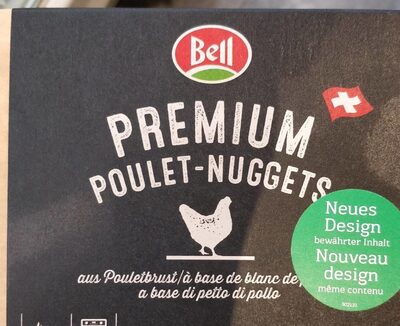 Bell
PREMIUM
POULET-NUGGETS
aus Pouletbrust/à base de blanc de
a base di petto di pollo
Neues
Design
bewährter Inhalt
Nouveau
design
même contenu